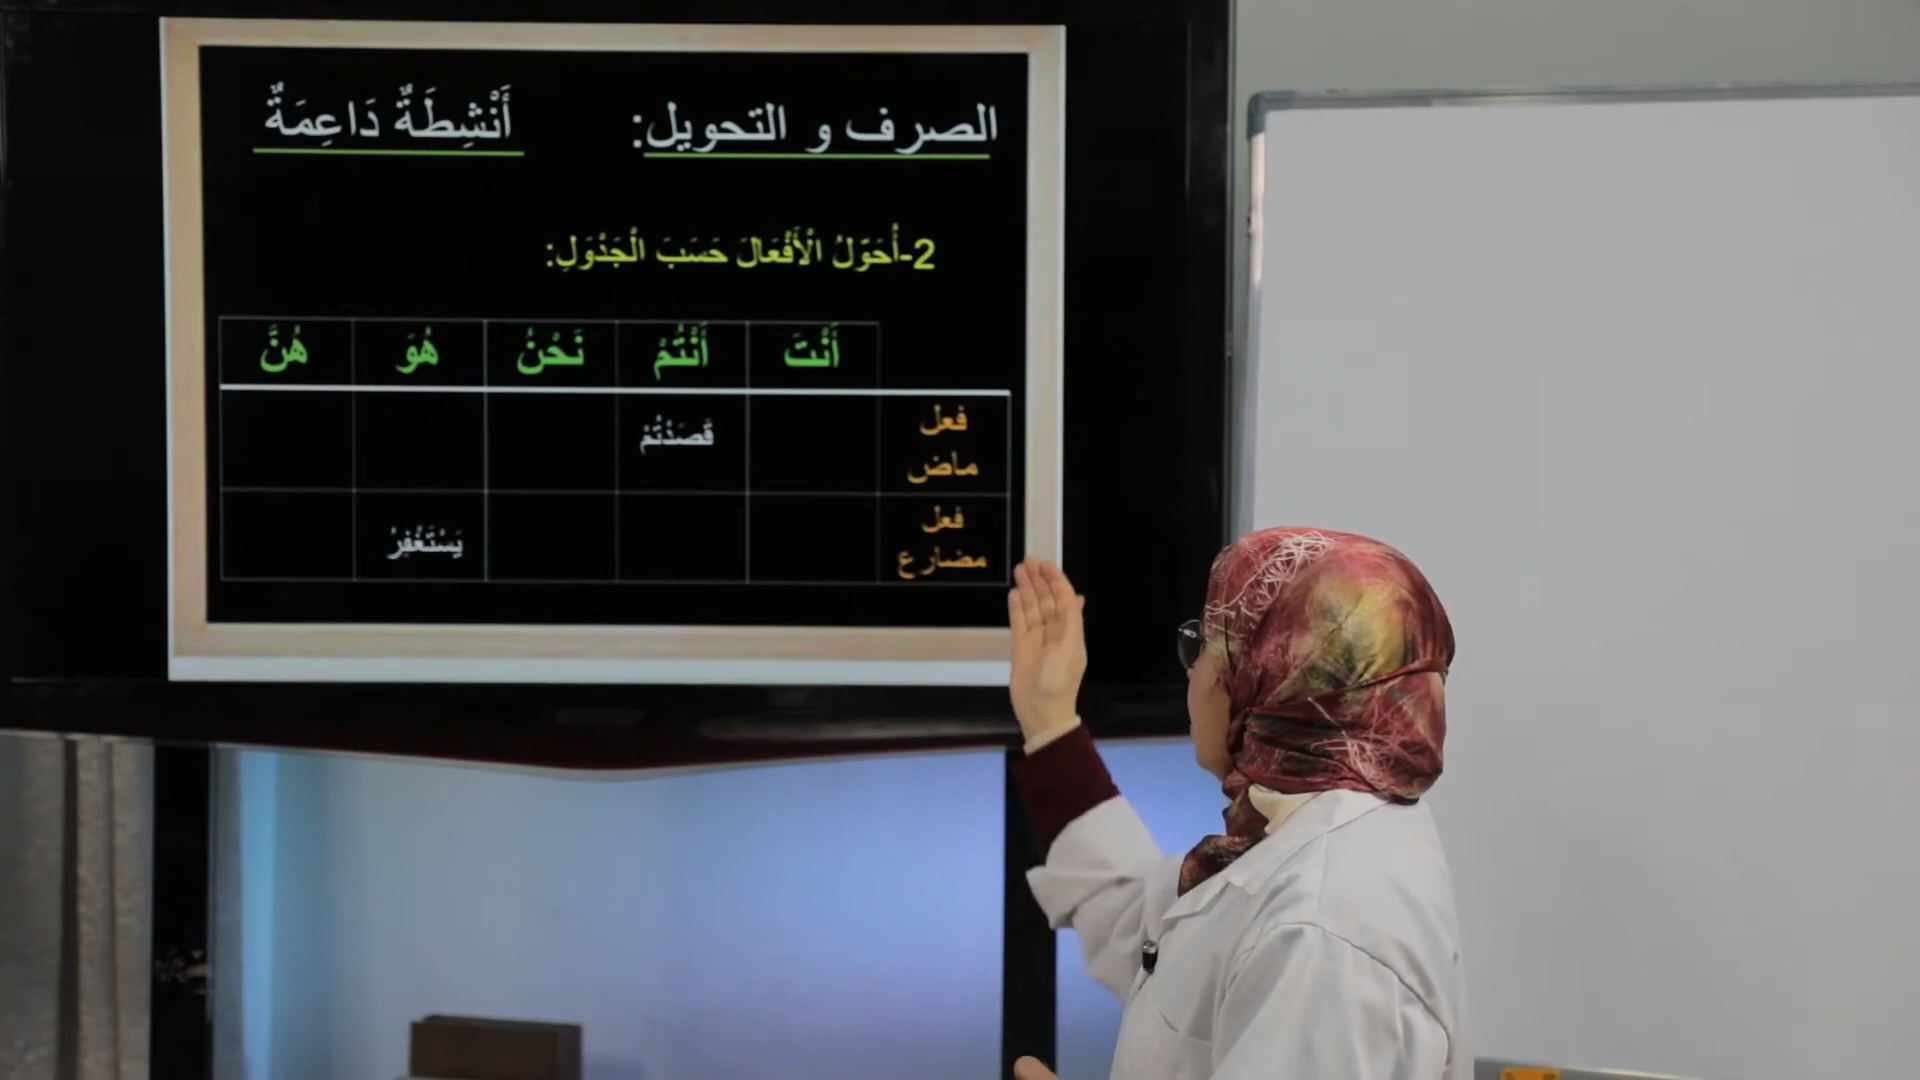 الصرف و التحويل: أَنْشِطَةٌ دَاعِمَةٌ
2-أُحَوِّلُ الْأَفْعَالَ حَسَبَ الْجَدْوَلِ:
أَنْتَ أَنْتُمْ نَحْنُ هُوَ هُنَّ
فعل
ماض
قَصَدْتُمْ
فعل
مضارع
يَسْتَغْفِرُ